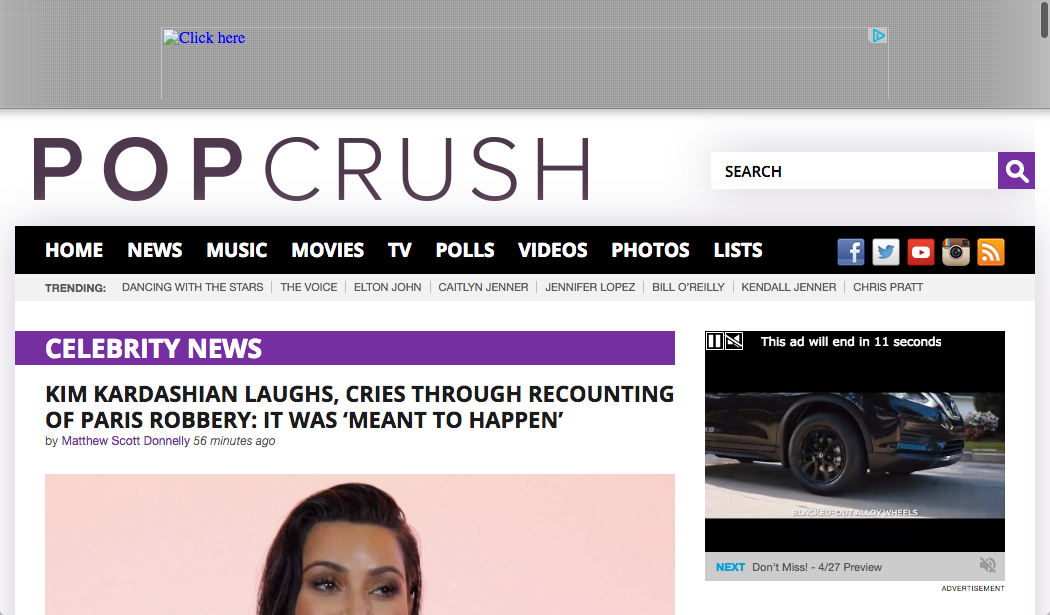 Click here
POPCRUSH
SEARCH
HOME NEWS MUSIC MOVIES TV POLLS VIDEOS PHOTOS LISTS
TRENDING: DANCING WITH THE STARS THE VOICE ELTON JOHN CAITLYN JENNER JENNIFER LOPEZ BILL O'REILLY KENDALL JENNER CHRIS PRATT
CELEBRITY NEWS
KIM KARDASHIAN LAUGHS, CRIES THROUGH RECOUNTING
OF PARIS ROBBERY: IT WAS ‘MEANT TO HAPPEN’
by Matthew Scott Donnelly 56 minutes ago
This ad will end in 11 seconds
BLACKED-OUT ALLOY WHEELS
NEXT Don't Miss! - 4/27 Preview
ADVERTISEMENT